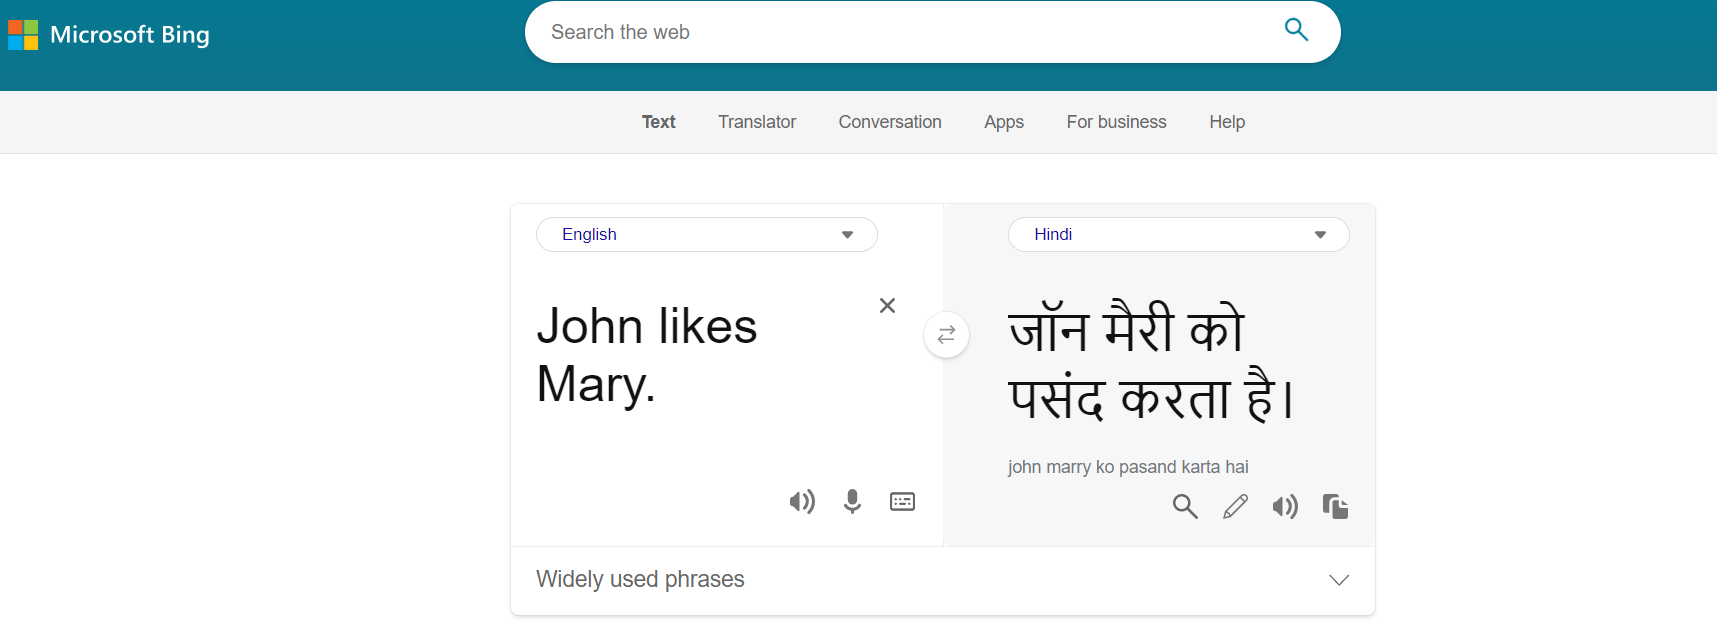 Microsoft Bing
Search the web
Text Translator Conversation Apps For business Help
English
Hindi
John likes
Mary.
जॉन मैरी को
पसंद करता है।
john marry ko pasand karta hai
Widely used phrases